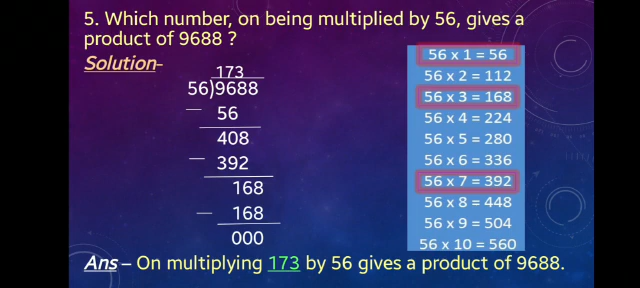 5. Which number, on being multiplied by 56, gives a
product of 9688 ?
Solution-
173
56)9688
— 56
408
— 392
168
— 168
000
56 x 1 = 56
56 x 2 = 112
56 x 3 = 168
56 x 4 = 224
56 x 5 = 280
56 x 6 = 336
56 x 7 = 392
56 x 8 = 448
56 x 9 = 504
56 x 10 = 560
Ans – On multiplying 173 by 56 gives a product of 9688.